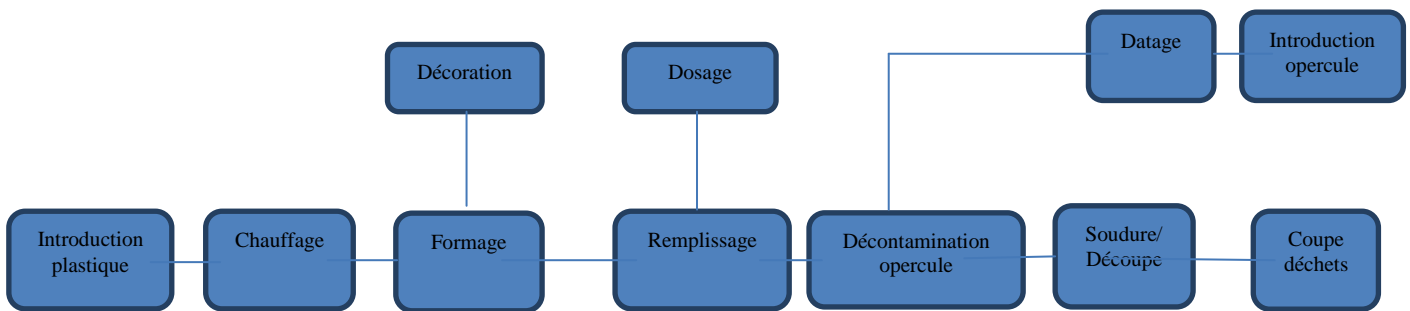 Datage
Introduction
opercule
Décoration
Dosage
Introduction
plastique
Chauffage
Formage
Remplissage
Décontamination
opercule
Soudure/
Découpe
Coupe
déchets